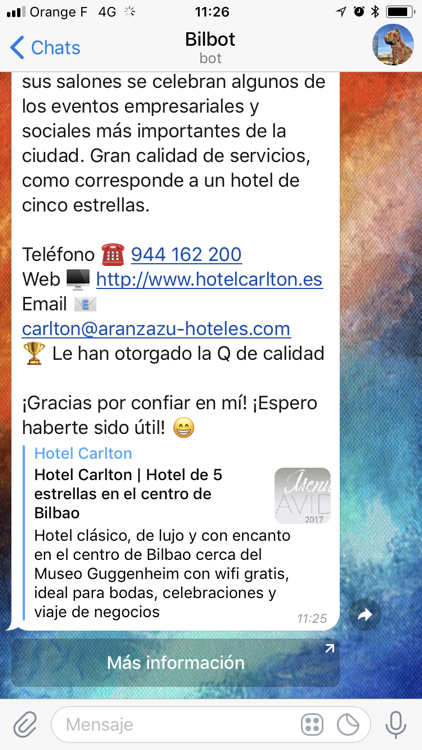 Orange F 4G 11:26
Chats
Bilbot
bot
sus salones se celebran algunos de
los eventos empresariales y
sociales más importantes de la
ciudad. Gran calidad de servicios,
como corresponde a un hotel de
cinco estrellas.
Teléfono ☎️ 944 162 200
Web 🖥 http://www.hotelcarlton.es
Email 📧
carlton@aranzazu-hoteles.com
🏆 Le han otorgado la Q de calidad
¡Gracias por confiar en mí! ¡Espero
haberte sido útil! 😁
Hotel Carlton
Hotel Carlton | Hotel de 5
estrellas en el centro de
Bilbao
Hotel clásico, de lujo y con encanto
en el centro de Bilbao cerca del
Museo Guggenheim con wifi gratis,
ideal para bodas, celebraciones y
viaje de negocios
2017
11:25
Más información
Mensaje